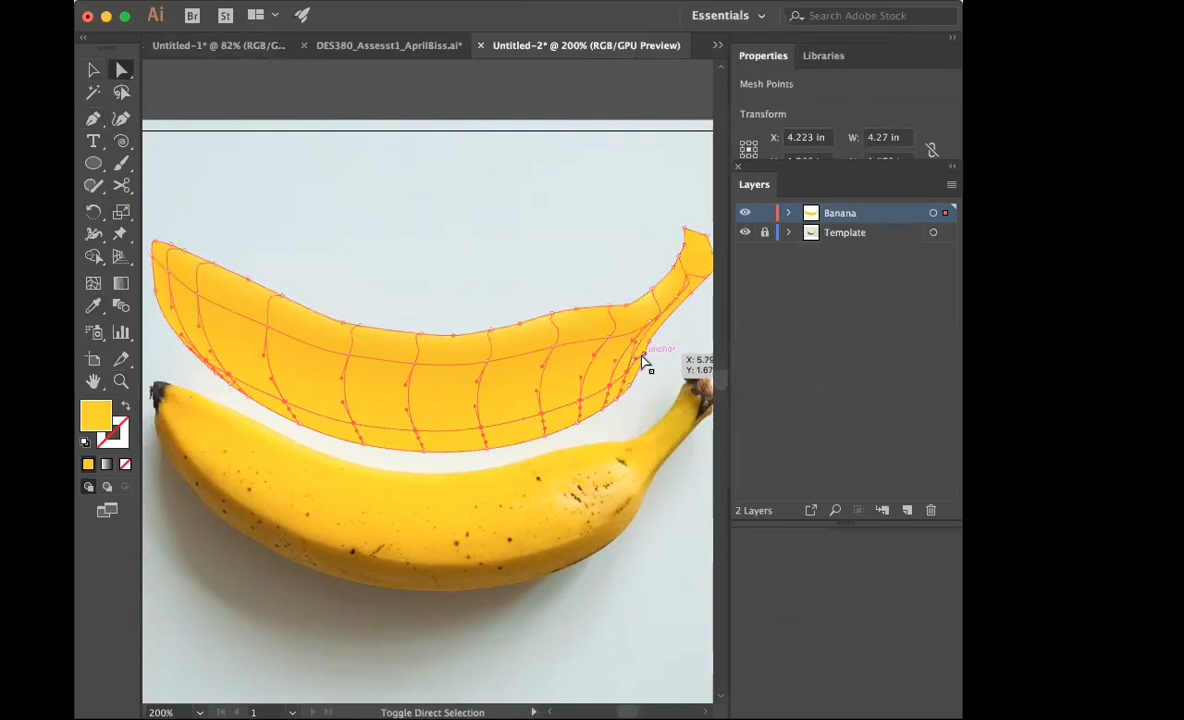 Ai Br St Essentials Search Adobe Stock
Untitled-1* @ 82% (RGB/G... DES380_Assesst1_AprilBiss.ai* Untitled-2* @ 200% (RGB/GPU Preview)
Properties Libraries
Mesh Points
Transform
X: 4.223 in W: 4.27 in
Layers
Banana
Template
anchor
X: 5.79
Y: 1.67
2 Layers
200% 1 Toggle Direct Selection